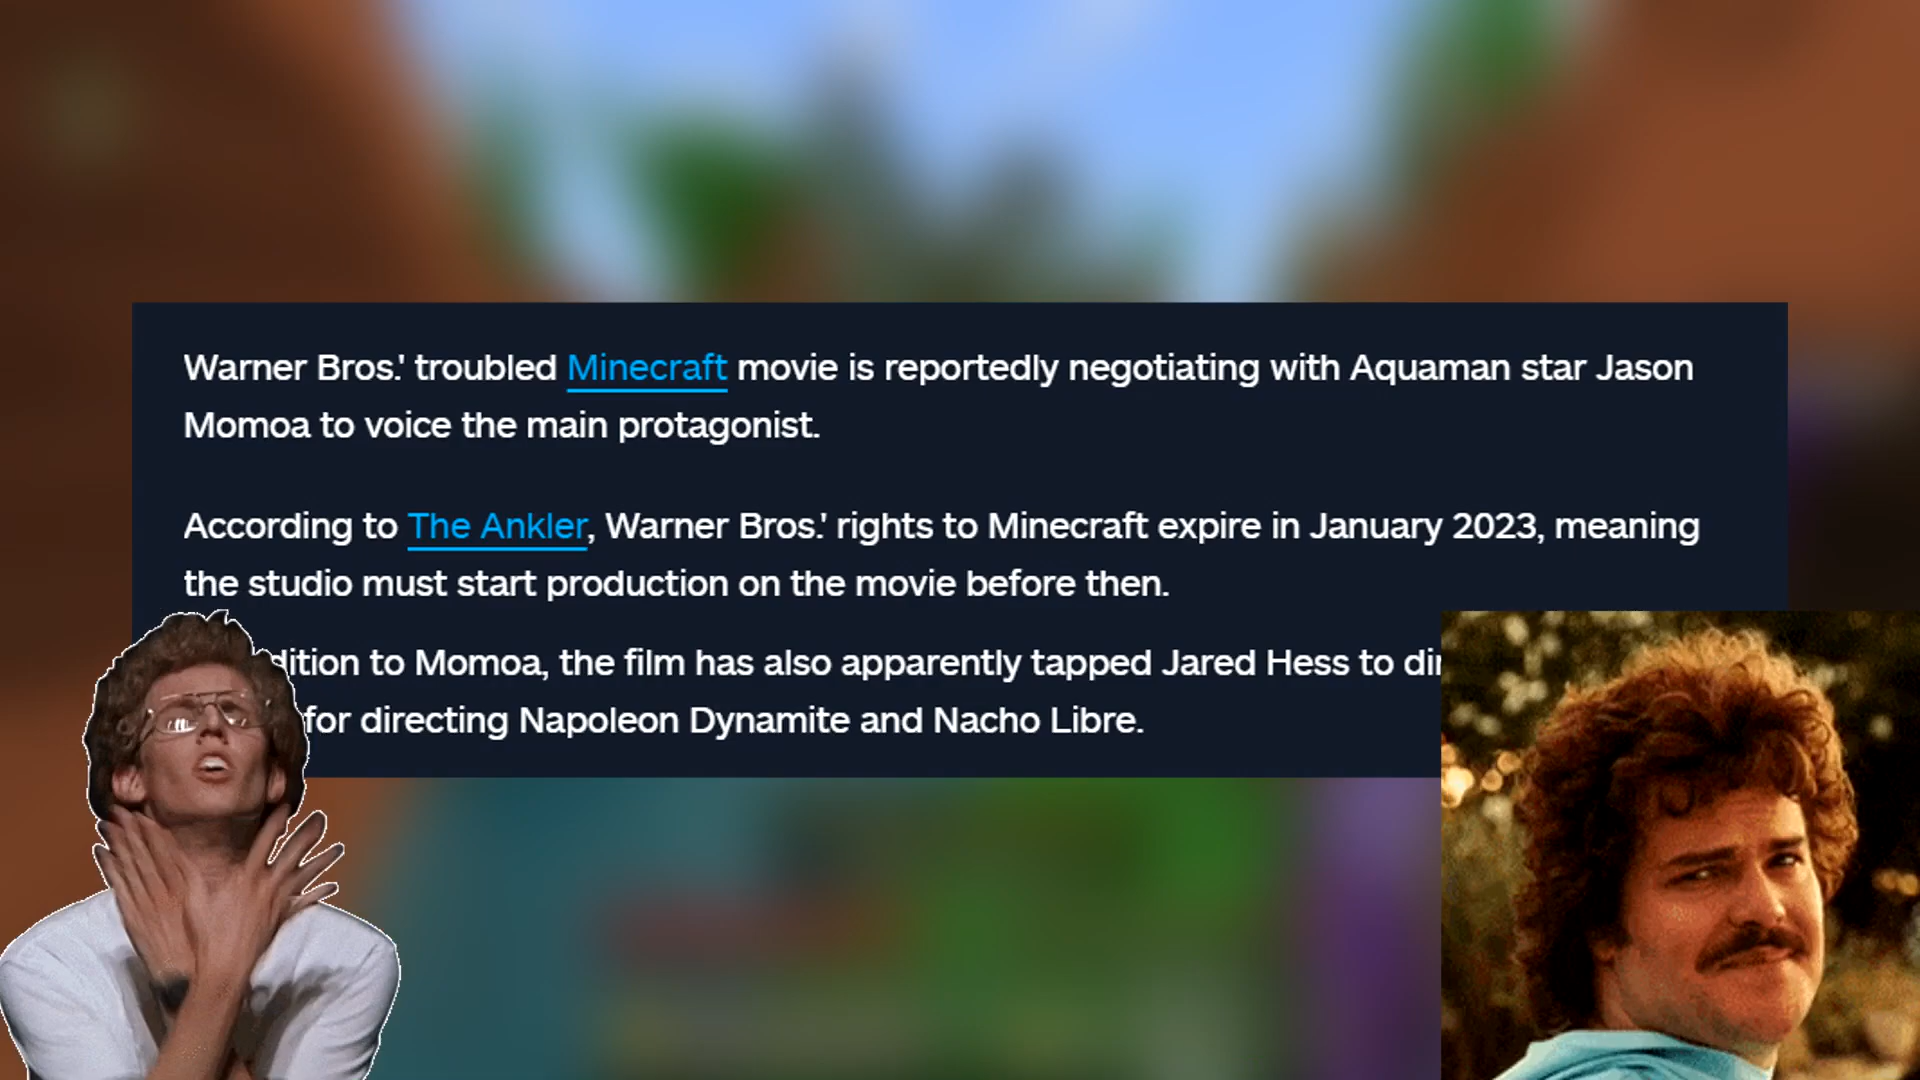 Warner Bros.' troubled Minecraft movie is reportedly negotiating with Aquaman star Jason
Momoa to voice the main protagonist.
According to The Ankler, Warner Bros.' rights to Minecraft expire in January 2023, meaning
the studio must start production on the movie before then.
dition to Momoa, the film has also apparently tapped Jared Hess to dir
for directing Napoleon Dynamite and Nacho Libre.